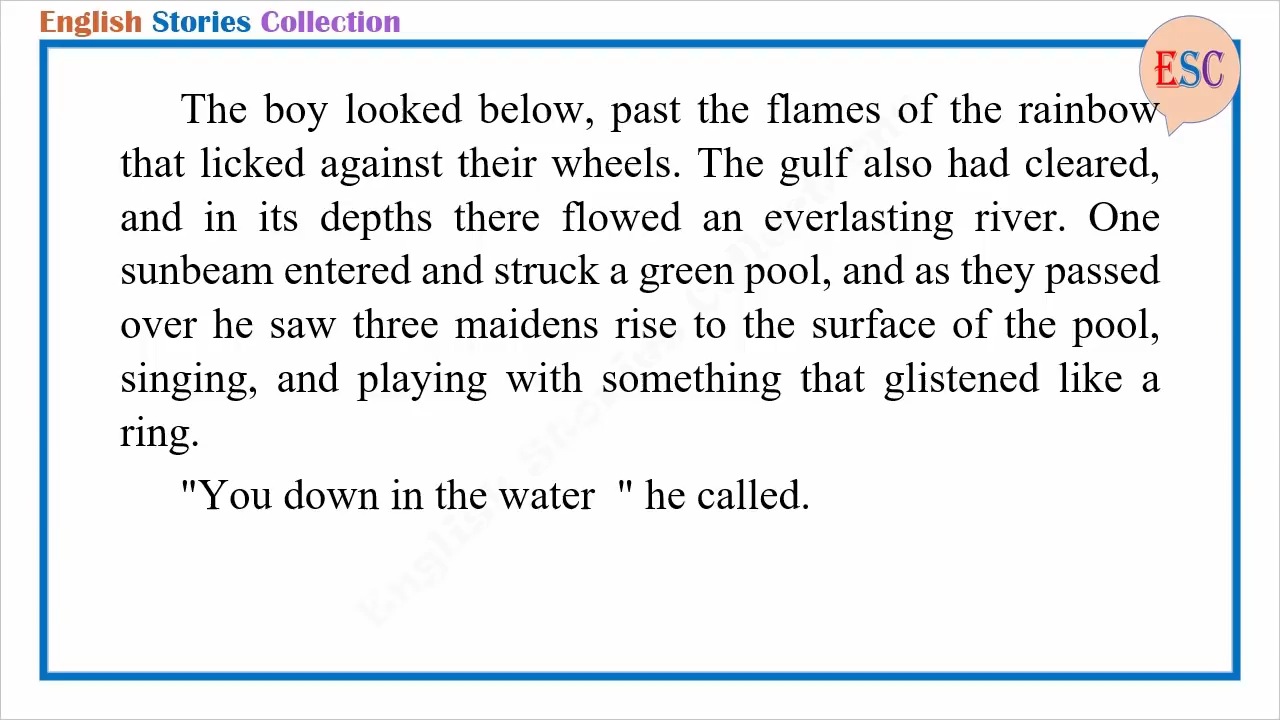 English Stories Collection
ESC
The boy looked below, past the flames of the rainbow
that licked against their wheels. The gulf also had cleared,
and in its depths there flowed an everlasting river. One
sunbeam entered and struck a green pool, and as they passed
over he saw three maidens rise to the surface of the pool,
singing, and playing with something that glistened like a
ring.
"You down in the water  " he called.
English Stories Collection